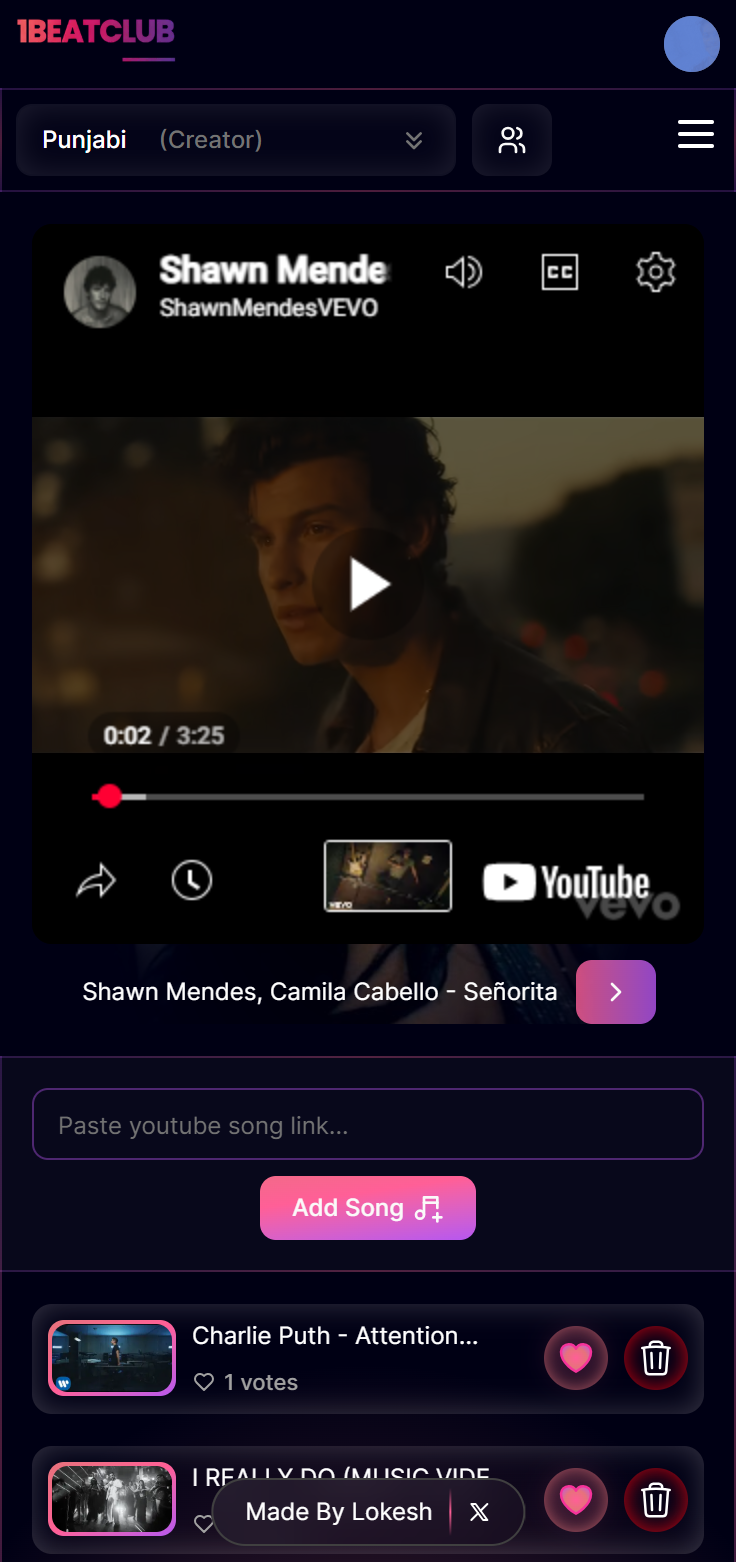 1BEATCLUB
Punjabi (Creator)
Shawn Mende
CC
ShawnMendesVEVO
0:02 / 3:25
VEVO
YouTube
vevo
Shawn Mendes, Camila Cabello - Señorita
Paste youtube song link...
Add Song
Charlie Puth - Attention...
1 votes
I REALLY DO (MUSIC VIDE
Made By Lokesh X